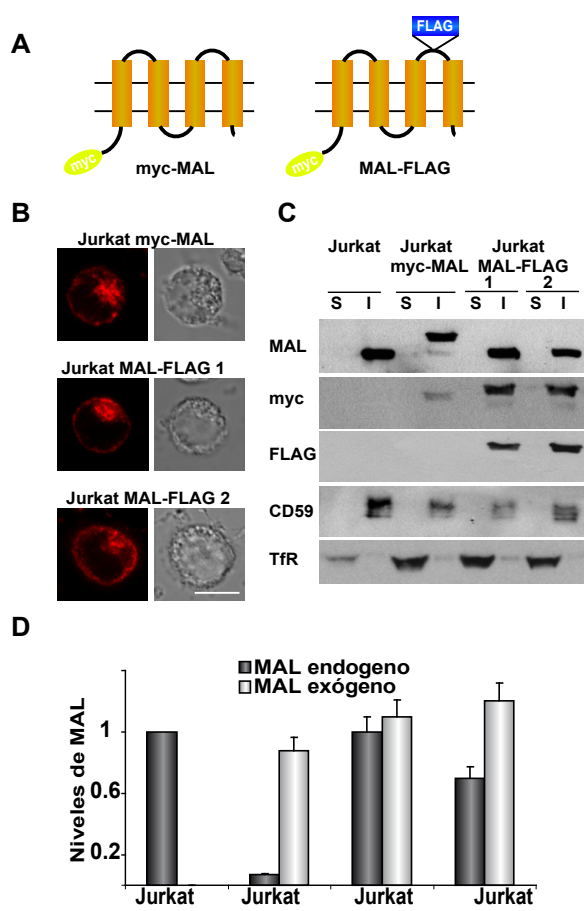 A
FLAG
myc
myc-MAL
myc
MAL-FLAG
B
Jurkat myc-MAL
Jurkat MAL-FLAG 1
Jurkat MAL-FLAG 2
C
Jurkat
Jurkat
myc-MAL
Jurkat
MAL-FLAG
1 2
S I S I S I S I
MAL
myc
FLAG
CD59
TfR
D
MAL endogeno
MAL exógeno
Niveles de MAL
1
0.6
0.2
Jurkat Jurkat Jurkat Jurkat